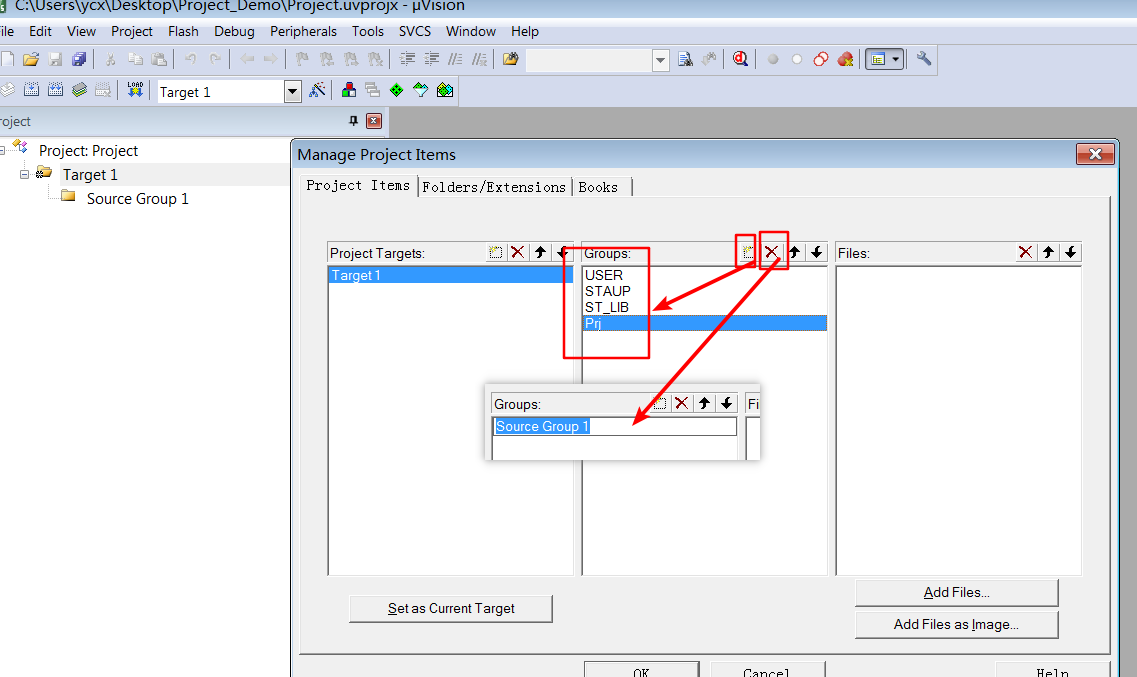 C:\Users\ycx\Desktop\Project_Demo\Project.uvprojx - µVision
ile Edit View Project Flash Debug Peripherals Tools SVCS Window Help
LOAD
Target 1
roject
Project: Project
Target 1
Source Group 1
Manage Project Items
Project Items Folders/Extensions Books
Project Targets:
Target 1
Groups:
USER
STAUP
ST_LIB
Prj
Groups:
Fi
Source Group 1
Files:
Set as Current Target
Add Files...
Add Files as Image...
OK Cancel Help